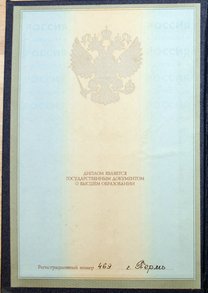 РОССИЯ
ДИПЛОМ ЯВЛЯЕТСЯ
ГОСУДАРСТВЕННЫМ ДОКУМЕНТОМ
О ВЫСШЕМ ОБРАЗОВАНИИ
Регистрационный номер 469 г. Пермь